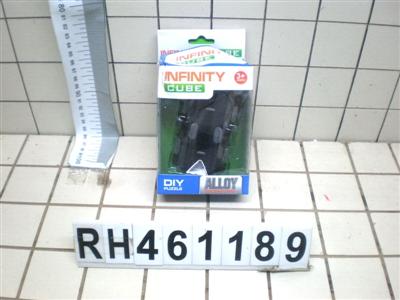 INFINITY
CUBE
INFINITY
CUBE
3+
DIY
PUZZLE
ALLOY
RH461189